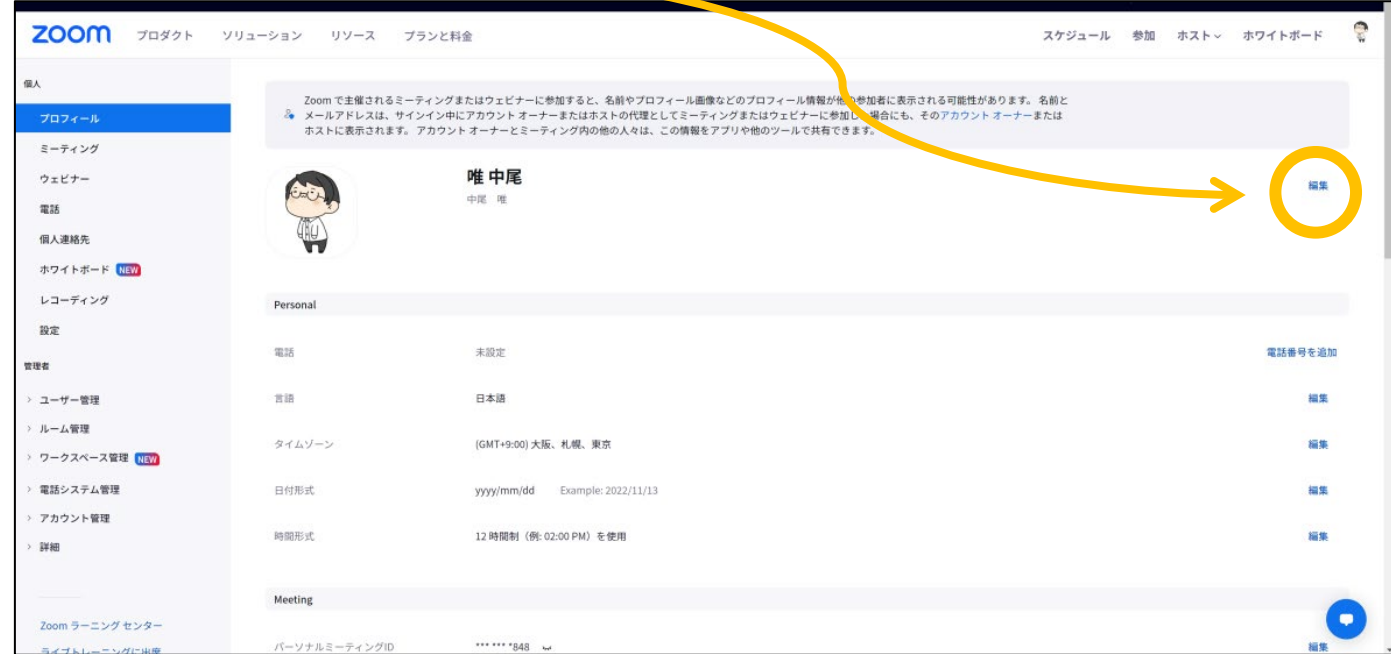 zoom プロダクト ソリューション リソース プランと料金 スケジュール 参加 ホスト ホワイトボード
個人
プロフィール
ミーティング
ウェビナー
電話
個人連絡先
ホワイトボード NEW
レコーディング
設定
管理者
ユーザー管理
ルーム管理
ワークスペース管理 NEW
電話システム管理
アカウント管理
詳細
Zoom ラーニング センター
ライブトレーニングに出席
Zoom で主催されるミーティングまたはウェビナーに参加すると、名前やプロフィール画像などのプロフィール情報が他の参加者に表示される可能性があります。 名前と
メールアドレスは、サインイン中にアカウント オーナーまたはホストの代理としてミーティングまたはウェビナーに参加した場合にも、そのアカウント オーナーまたは
ホストに表示されます。 アカウント オーナーとミーティング内の他の人々は、この情報をアプリや他のツールで共有できます。
唯 中尾 編集
中尾 唯
Personal
電話 未設定 電話番号を追加
言語 日本語 編集
タイムゾーン (GMT+9:00) 大阪、札幌、東京 編集
日付形式 yyyy/mm/dd Example: 2022/11/13 編集
時間形式 12 時間制（例: 02:00 PM）を使用 編集
Meeting
パーソナルミーティングID *** *** *848 編集